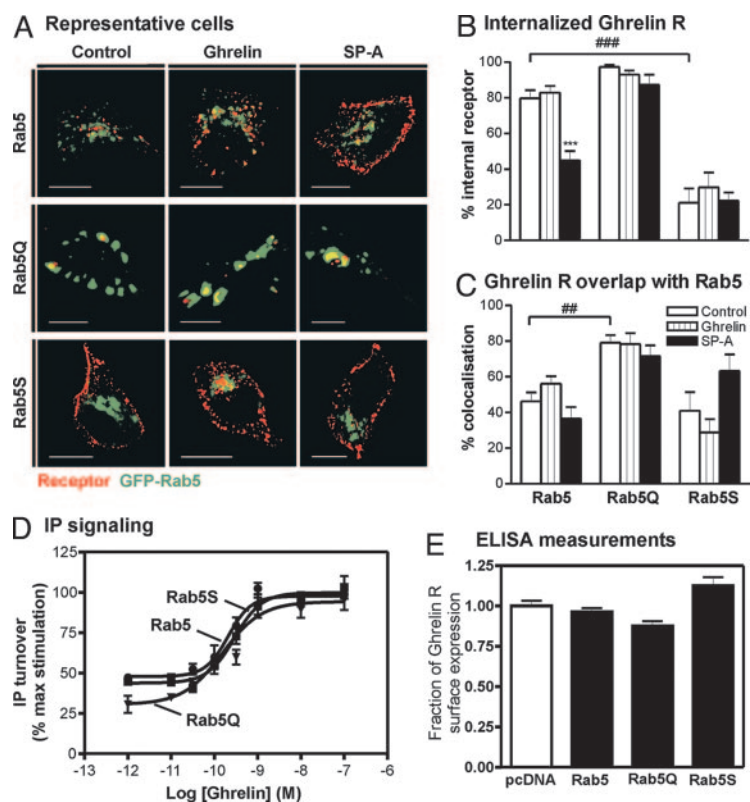 A Representative cells
Control Ghrelin SP-A
Rab5
Rab5Q
Rab5S
Receptor GFP-Rab5
B Internalized Ghrelin R
###
***
% internal receptor
100
80
60
40
20
0
C Ghrelin R overlap with Rab5
##
Control
Ghrelin
SP-A
% colocalisation
100
80
60
40
20
0
Rab5 Rab5Q Rab5S
D IP signaling
IP turnover
(% max stimulation)
125
100
75
50
25
0
Rab5S
Rab5
Rab5Q
-13 -12 -11 -10 -9 -8 -7 -6
Log [Ghrelin] (M)
E ELISA measurements
Fraction of Ghrelin R
surface expression
1.25
1.00
0.75
0.50
0.25
0.00
pcDNA Rab5 Rab5Q Rab5S